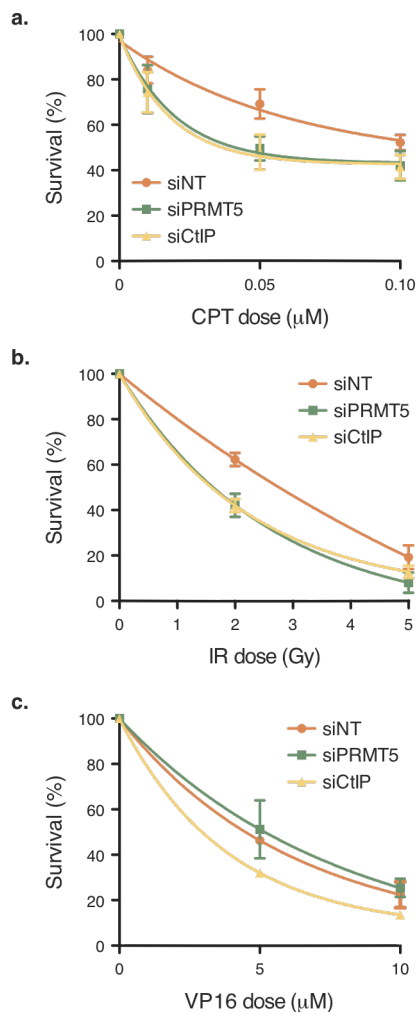 a.
100
80
60
40
20
0
Survival (%)
siNT
siPRMT5
siCtIP
0
0.05
0.10
CPT dose (μM)
b.
100
80
60
40
20
0
Survival (%)
siNT
siPRMT5
siCtIP
0 1 2 3 4 5
IR dose (Gy)
c.
100
80
60
40
20
0
Survival (%)
siNT
siPRMT5
siCtIP
0 5 10
VP16 dose (μM)